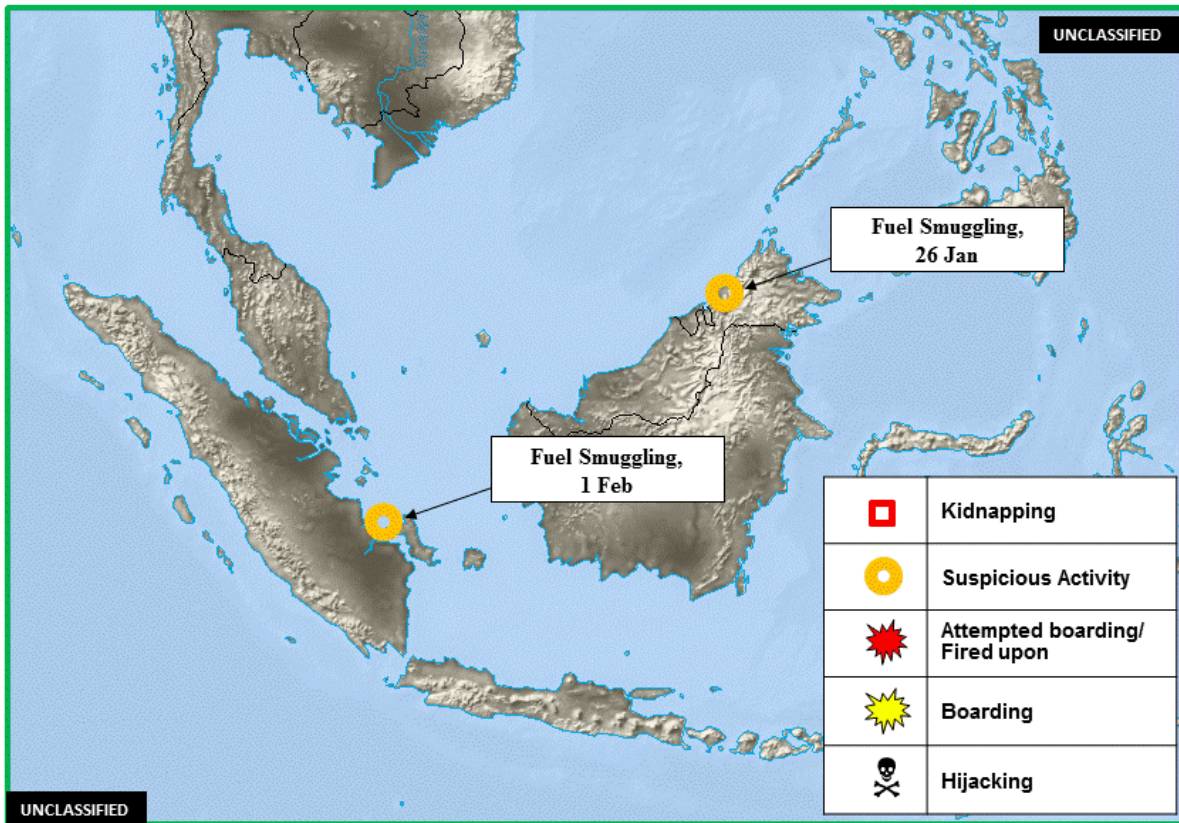 UNCLASSIFIED
Fuel Smuggling,
26 Jan
Fuel Smuggling,
1 Feb
Kidnapping
Suspicious Activity
Attempted boarding/
Fired upon
Boarding
Hijacking
UNCLASSIFIED